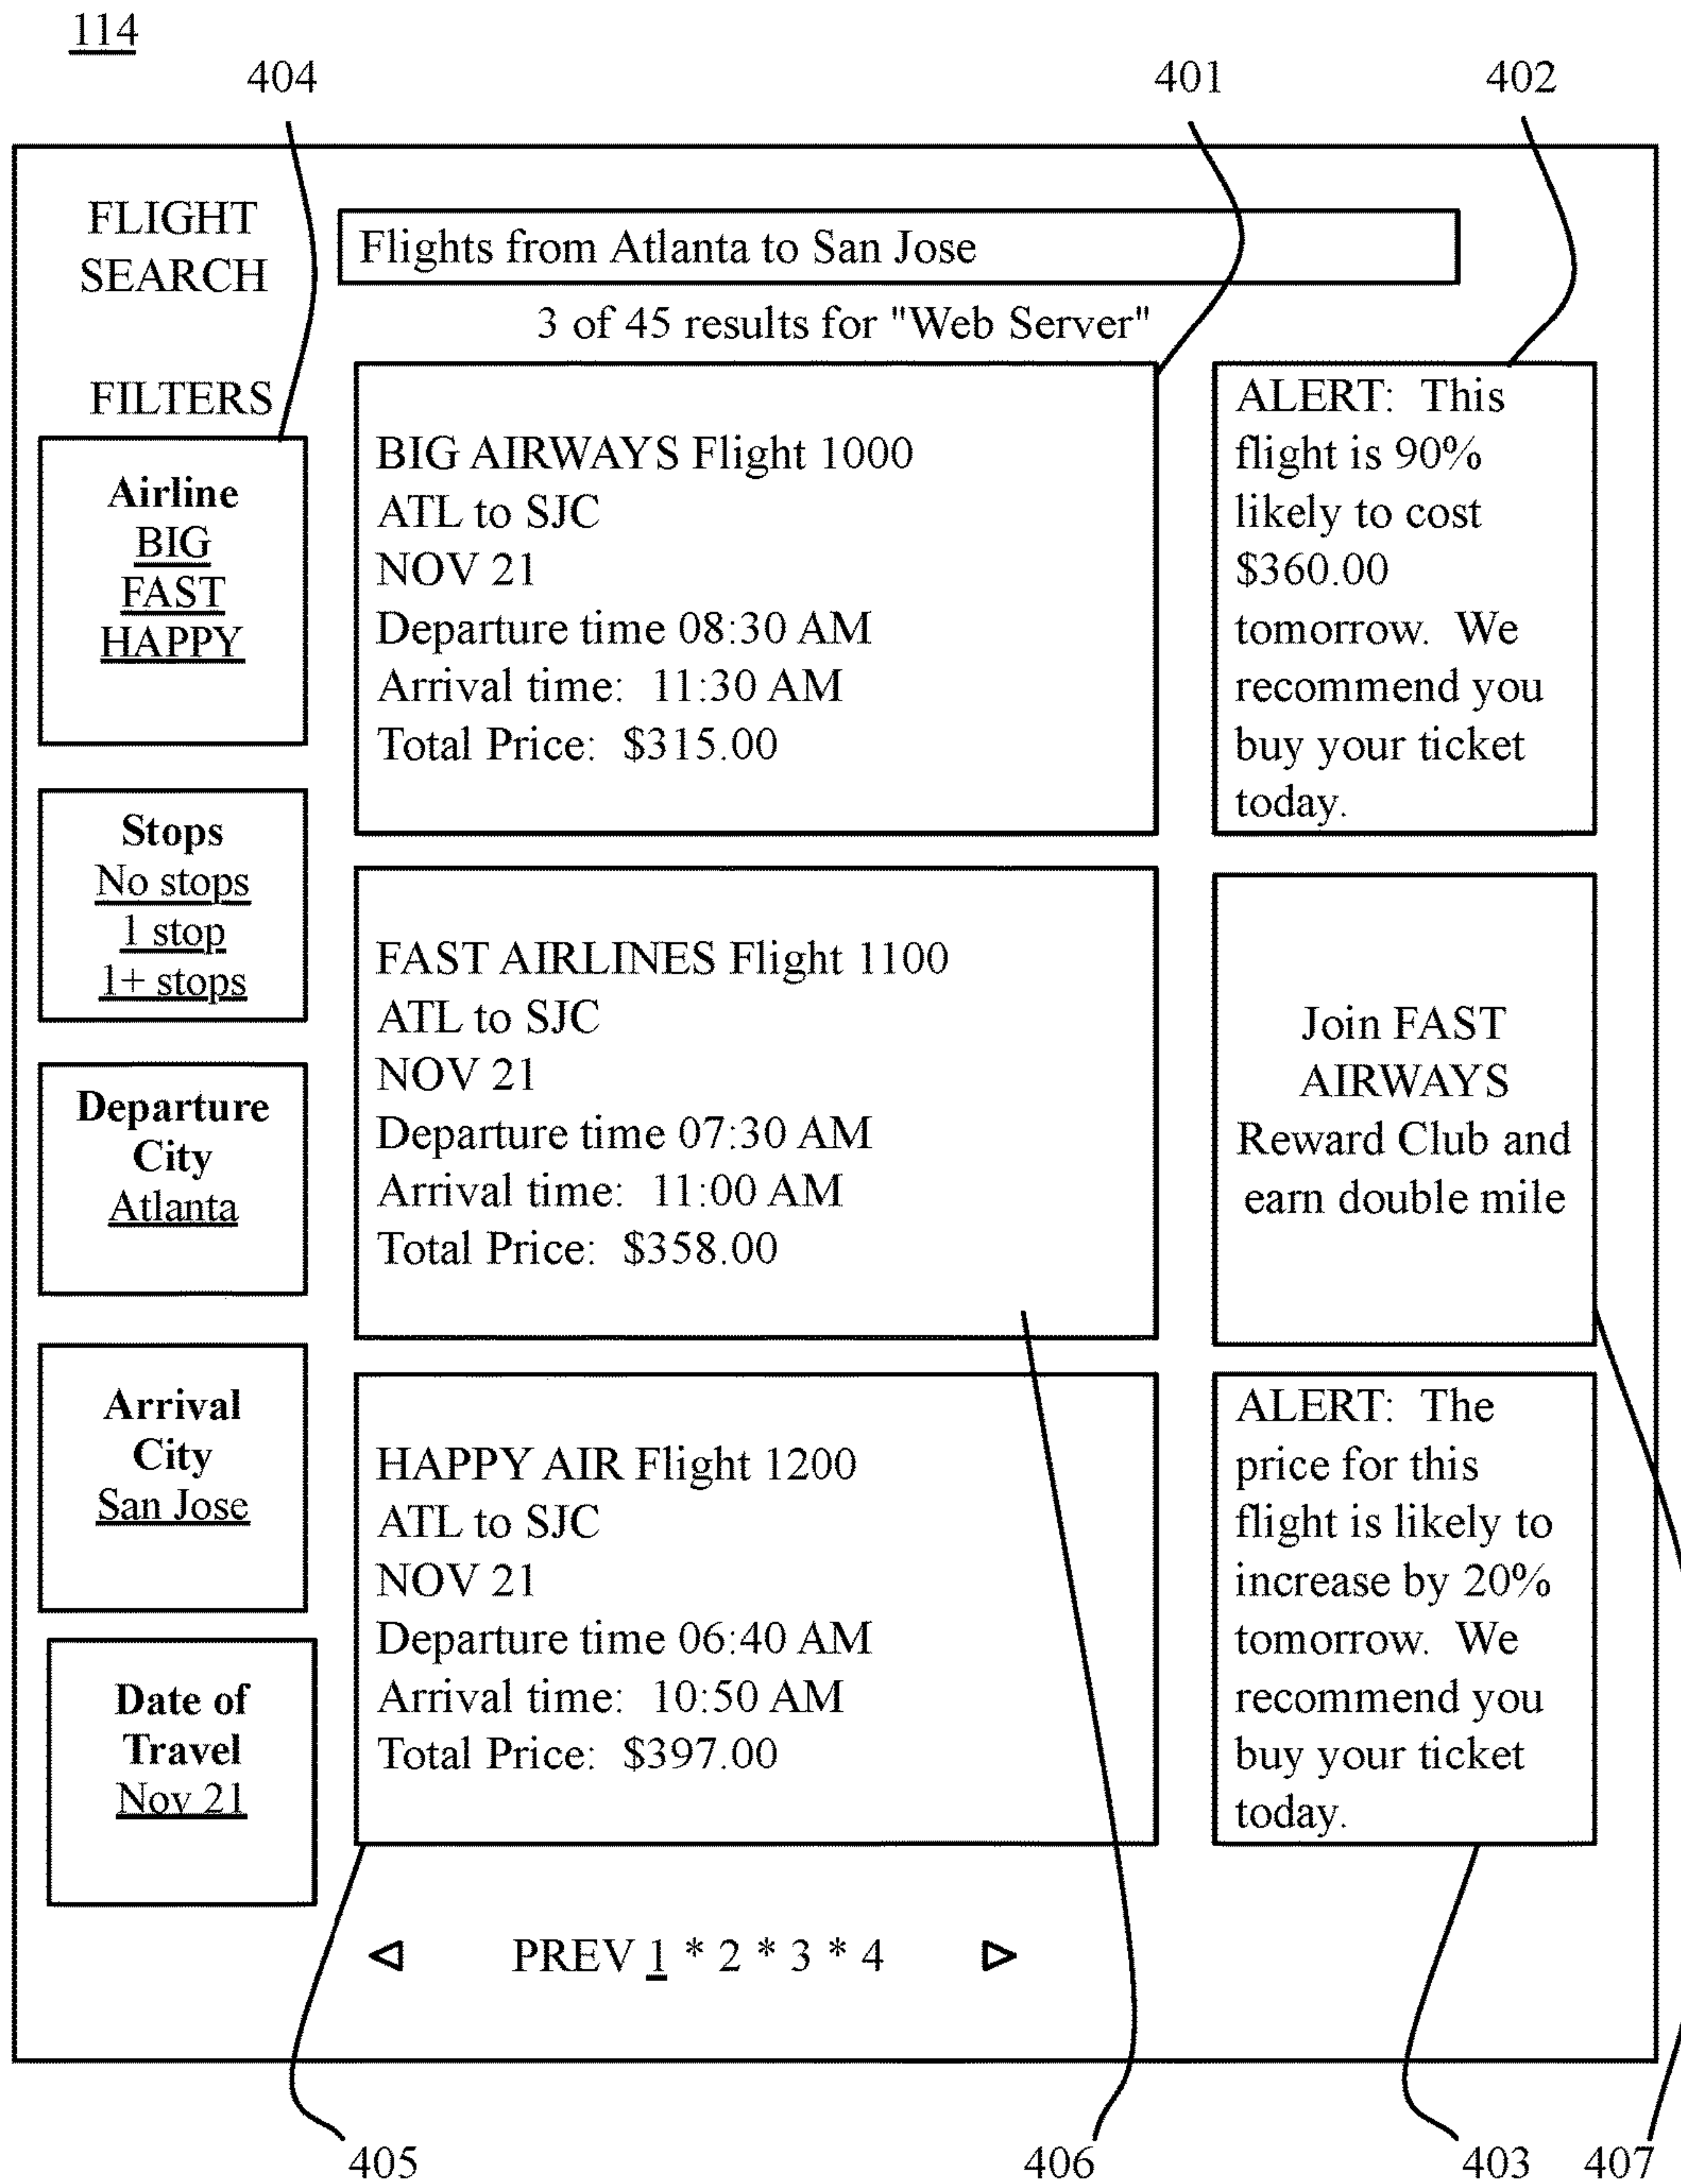 114
404
401
402
FLIGHT
SEARCH
Flights from Atlanta to San Jose
3 of 45 results for "Web Server"
FILTERS
Airline
BIG
FAST
HAPPY
Stops
No stops
1 stop
1+ stops
Departure
City
Atlanta
Arrival
City
San Jose
Date of
Travel
Nov 21
BIG AIRWAYS Flight 1000
ATL to SJC
NOV 21
Departure time 08:30 AM
Arrival time:  11:30 AM
Total Price:  $315.00
ALERT:  This
flight is 90%
likely to cost
$360.00
tomorrow.  We
recommend you
buy your ticket
today.
FAST AIRLINES Flight 1100
ATL to SJC
NOV 21
Departure time 07:30 AM
Arrival time:  11:00 AM
Total Price:  $358.00
Join FAST
AIRWAYS
Reward Club and
earn double mile
HAPPY AIR Flight 1200
ATL to SJC
NOV 21
Departure time 06:40 AM
Arrival time:  10:50 AM
Total Price:  $397.00
ALERT:  The
price for this
flight is likely to
increase by 20%
tomorrow.  We
recommend you
buy your ticket
today.
PREV 1 * 2 * 3 * 4
405
406
403
407